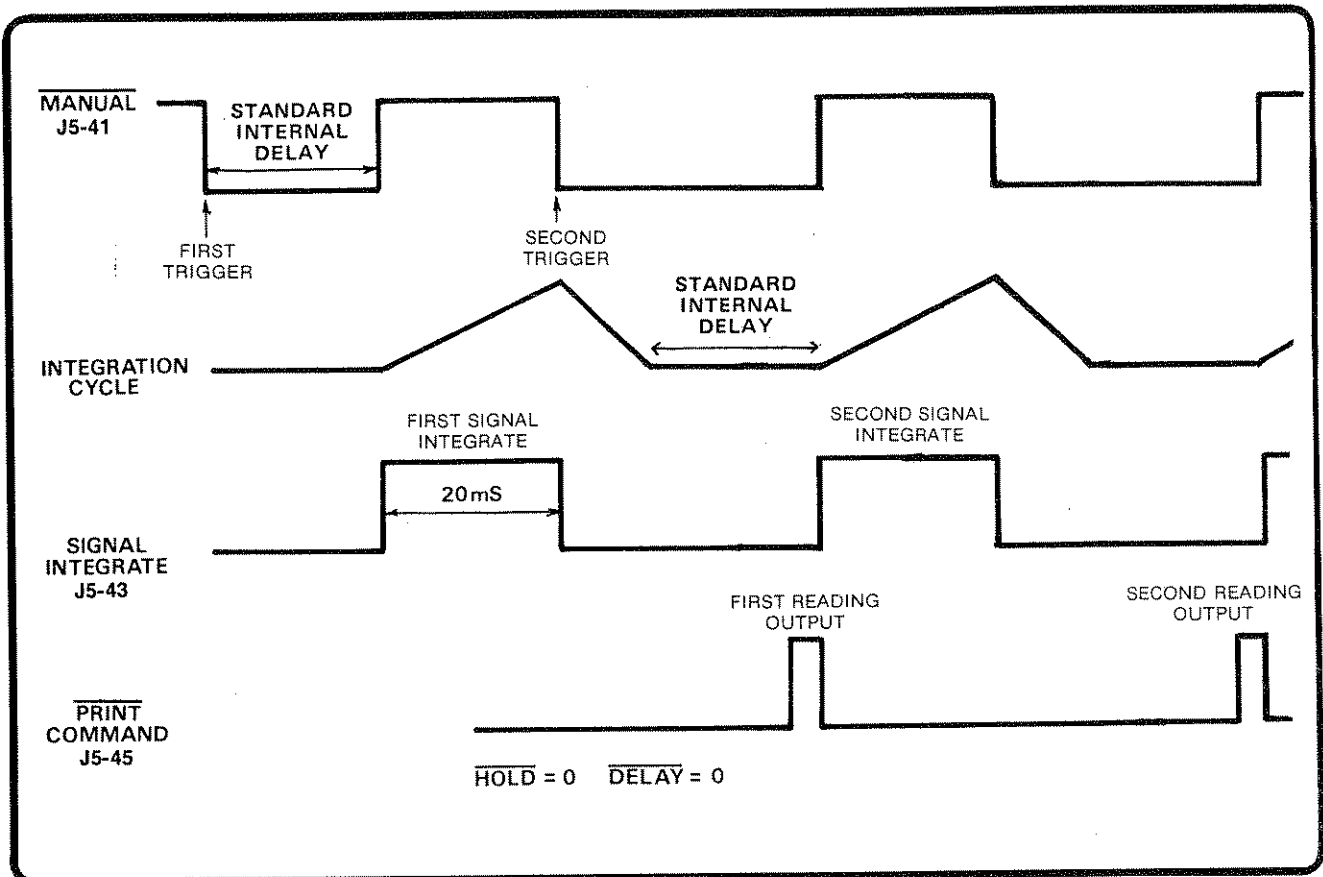 MANUAL
J5-41
STANDARD
INTERNAL
DELAY
FIRST
TRIGGER
SECOND
TRIGGER
STANDARD
INTERNAL
DELAY
INTEGRATION
CYCLE
FIRST SIGNAL
INTEGRATE
SECOND SIGNAL
INTEGRATE
20mS
SIGNAL
INTEGRATE
J5-43
FIRST READING
OUTPUT
SECOND READING
OUTPUT
PRINT
COMMAND
J5-45
HOLD = 0 DELAY = 0